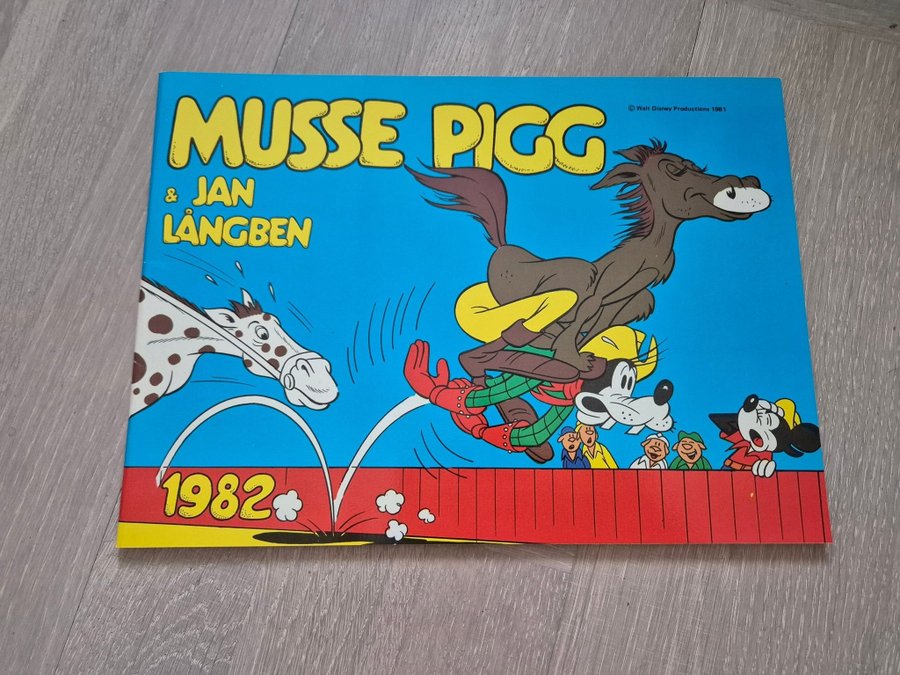 MUSSE PIGG
& JAN
LÅNGBEN
© Walt Disney Productions 1981
1982